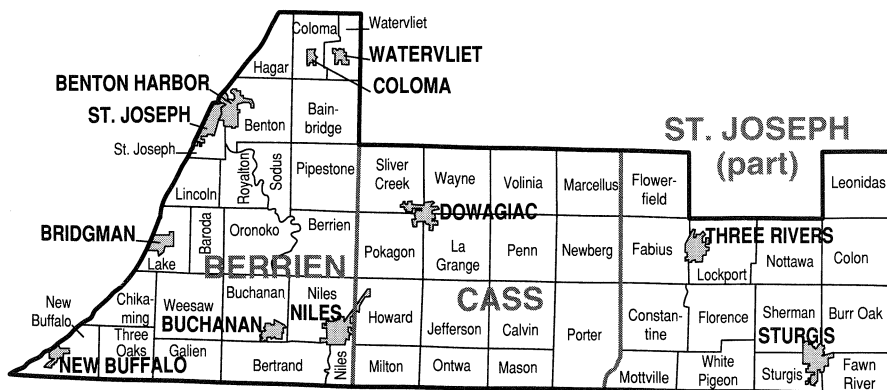 Coloma
Watervliet
WATERVLIET
Hagar
COLOMA
BENTON HARBOR
ST. JOSEPH
Benton
Bain-
bridge
ST. JOSEPH
(part)
St. Joseph
Royalton
Sodus
Pipestone
Sliver
Creek
Wayne
Volinia
Marcellus
Flower-
field
Leonidas
Lincoln
DOWAGIAC
BRIDGMAN
Baroda
Oronoko
Berrien
THREE RIVERS
Lake
BERRIEN
Pokagon
La
Grange
Penn
Newberg
Fabius
Lockport
Nottawa
Colon
New
Buffalo
Chika-
ming
Weesaw
Buchanan
Niles
CASS
BUCHANAN
NILES
Howard
Jefferson
Calvin
Porter
Constan-
tine
Florence
Sherman
Burr Oak
STURGIS
Three
Oaks
Galien
NEW BUFFALO
Bertrand
Niles
Milton
Ontwa
Mason
Mottville
White
Pigeon
Sturgis
Fawn
River